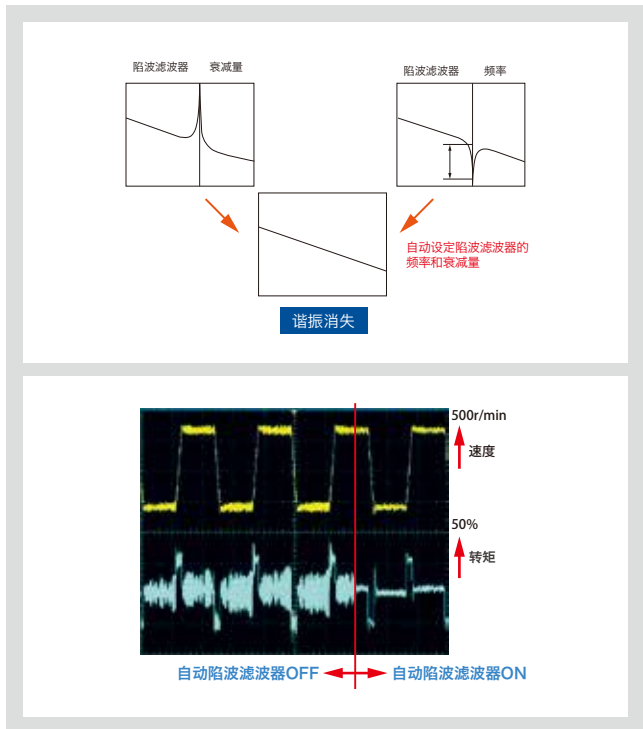 陷波滤波器 衰减量
陷波滤波器 频率
自动设定陷波滤波器的
频率和衰减量
谐振消失
500r/min
速度
50%
转矩
自动陷波滤波器OFF
自动陷波滤波器ON